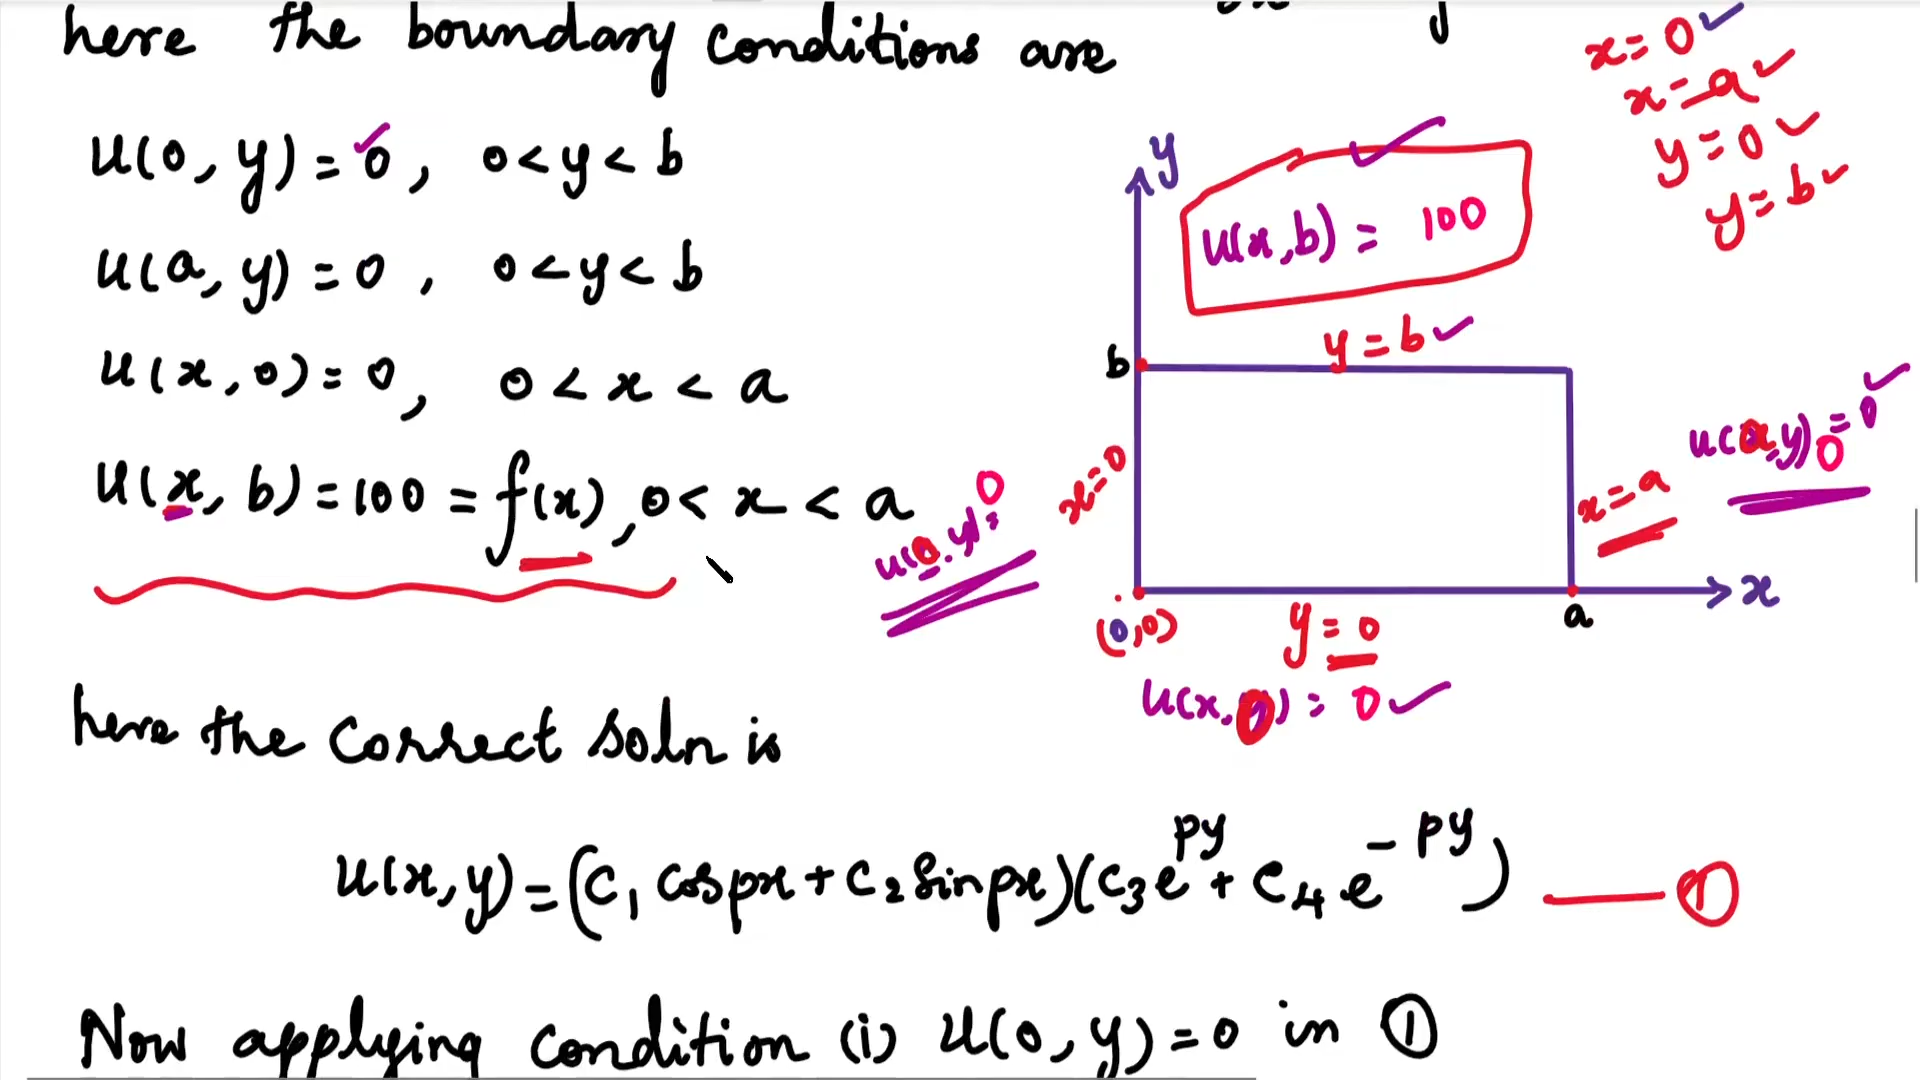 here the boundary conditions are
u(0, y) = 0, 0 < y < b
u(a, y) = 0, 0 < y < b
u(x, 0) = 0, 0 < x < a
u(x, b) = 100 = f(x), 0 < x < a
x = 0
x = a
y = 0
y = b
y
u(x, b) = 100
y = b
b
x = 0
u(0, y) = 0
u(a, y) = 0
0
x = a
(0,0)
y = 0
a
x
u(x, 0) = 0
here the correct soln is
u(x, y) = (c₁ cos px + c₂ sin px)(c₃ e^{py} + c₄ e^{-py}) —— ①
Now applying condition (i) u(0, y) = 0 in ①